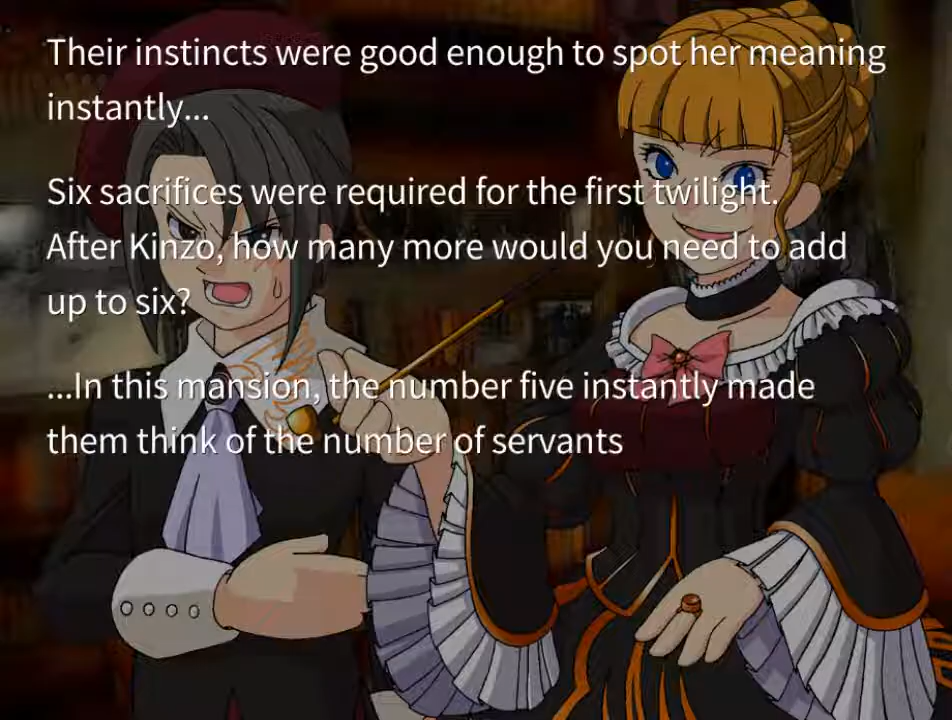 Their instincts were good enough to spot her meaning
instantly...
Six sacrifices were required for the first twilight.
After Kinzo, how many more would you need to add
up to six?
...In this mansion, the number five instantly made
them think of the number of servants